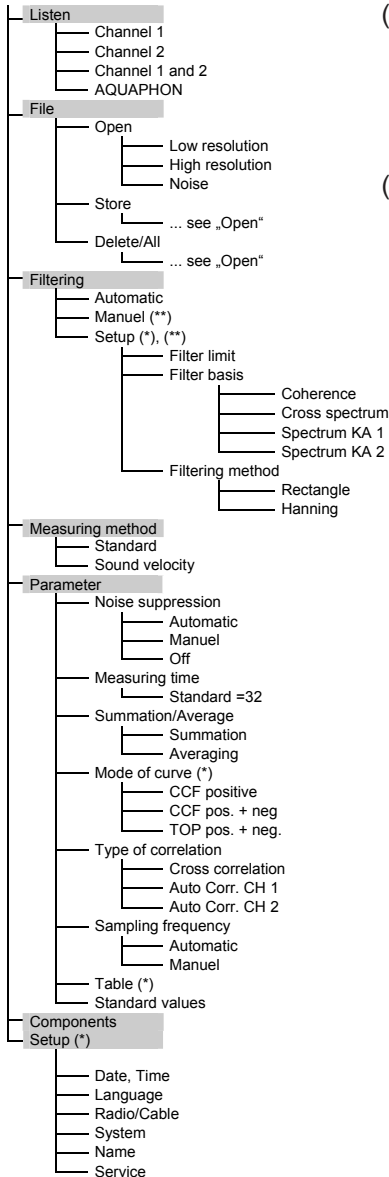 Listen
Channel 1
Channel 2
Channel 1 and 2
AQUAPHON
File
Open
Low resolution
High resolution
Noise
Store
... see „Open“
Delete/All
... see „Open“
Filtering
Automatic
Manuel (**)
Setup (*), (**)
Filter limit
Filter basis
Coherence
Cross spectrum
Spectrum KA 1
Spectrum KA 2
Filtering method
Rectangle
Hanning
Measuring method
Standard
Sound velocity
Parameter
Noise suppression
Automatic
Manuel
Off
Measuring time
Standard =32
Summation/Average
Summation
Averaging
Mode of curve (*)
CCF positive
CCF pos. + neg
TOP pos. + neg.
Type of correlation
Cross correlation
Auto Corr. CH 1
Auto Corr. CH 2
Sampling frequency
Automatic
Manuel
Table (*)
Standard values
Components
Setup (*)
Date, Time
Language
Radio/Cable
System
Name
Service
(
(